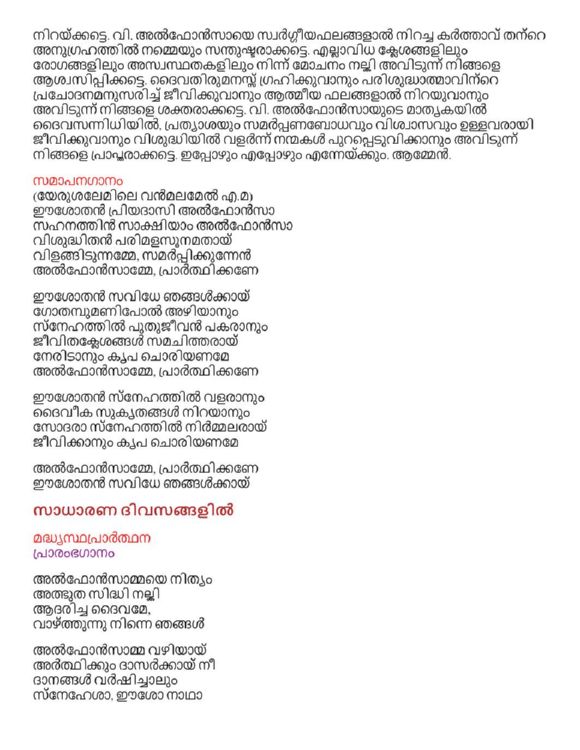 നിറയ്ക്കട്ടെ. വി. അൽഫോൻസായെ സ്വർഗ്ഗീയഫലങ്ങളാൽ നിറച്ച കർത്താവ് തന്റെ
അനുഗ്രഹത്തിൽ നമ്മെയും സന്തുഷ്ടരാക്കട്ടെ. എല്ലാവിധ ക്ലേശങ്ങളിലും
രോഗങ്ങളിലും അസ്വസ്ഥതകളിലും നിന്ന് മോചനം നല്കി അവിടുന്ന് നിങ്ങളെ
ആശ്വസിപ്പിക്കട്ടെ. ദൈവതിരുമനസ്സ് ഗ്രഹിക്കുവാനും പരിശുദ്ധാത്മാവിന്റെ
പ്രചോദനമനുസരിച്ച് ജീവിക്കുവാനും ആത്മീയ ഫലങ്ങളാൽ നിറയുവാനും
അവിടുന്ന് നിങ്ങളെ ശക്തരാക്കട്ടെ. വി. അൽഫോൻസായുടെ മാതൃകയിൽ
ദൈവസന്നിധിയിൽ, പ്രത്യാശയും സമർപ്പണബോധവും വിശ്വാസവും ഉള്ളവരായി
ജീവിക്കുവാനും വിശുദ്ധിയിൽ വളർന്ന് നന്മകൾ പുറപ്പെടുവിക്കാനും അവിടുന്ന്
നിങ്ങളെ പ്രാപ്തരാക്കട്ടെ. ഇപ്പോഴും എപ്പോഴും എന്നേയ്ക്കും. ആമ്മേൻ.
സമാപനഗാനം
(യേരുശലേമിലെ വൻമലമേൽ എ.മ)
ഈശോതൻ പ്രിയദാസി അൽഫോൻസാ
സഹനത്തിൻ സാക്ഷിയാം അൽഫോൻസാ
വിശുദ്ധിതൻ പരിമളസൂനമതായ്
വിളങ്ങിടുന്നമ്മേ, സമർപ്പിക്കുന്നേൻ
അൽഫോൻസാമ്മേ, പ്രാർത്ഥിക്കണേ
ഈശോതൻ സവിധേ ഞങ്ങൾക്കായ്
ഗോതമ്പുമണിപോൽ അഴിയാനും
സ്നേഹത്തിൽ പുതുജീവൻ പകരാനും
ജീവിതക്ലേശങ്ങൾ സമചിത്തരായ്
നേരിടാനും കൃപ ചൊരിയണമേ
അൽഫോൻസാമ്മേ, പ്രാർത്ഥിക്കണേ
ഈശോതൻ സ്നേഹത്തിൽ വളരാനും
ദൈവീക സുകൃതങ്ങൾ നിറയാനും
സോദരാ സ്നേഹത്തിൽ നിർമ്മലരായ്
ജീവിക്കാനും കൃപ ചൊരിയണമേ
അൽഫോൻസാമ്മേ, പ്രാർത്ഥിക്കണേ
ഈശോതൻ സവിധേ ഞങ്ങൾക്കായ്
സാധാരണ ദിവസങ്ങളിൽ
മദ്ധ്യസ്ഥപ്രാർത്ഥന
പ്രാരംഭഗാനം
അൽഫോൻസാമ്മയെ നിത്യം
അത്ഭുത സിദ്ധി നല്കി
ആദരിച്ച ദൈവമേ,
വാഴ്ത്തുന്നു നിന്നെ ഞങ്ങൾ
അൽഫോൻസാമ്മ വഴിയായ്
അർത്ഥിക്കും ദാസർക്കായ് നീ
ദാനങ്ങൾ വർഷിച്ചാലും
സ്നേഹേശാ, ഈശോ നാഥാ